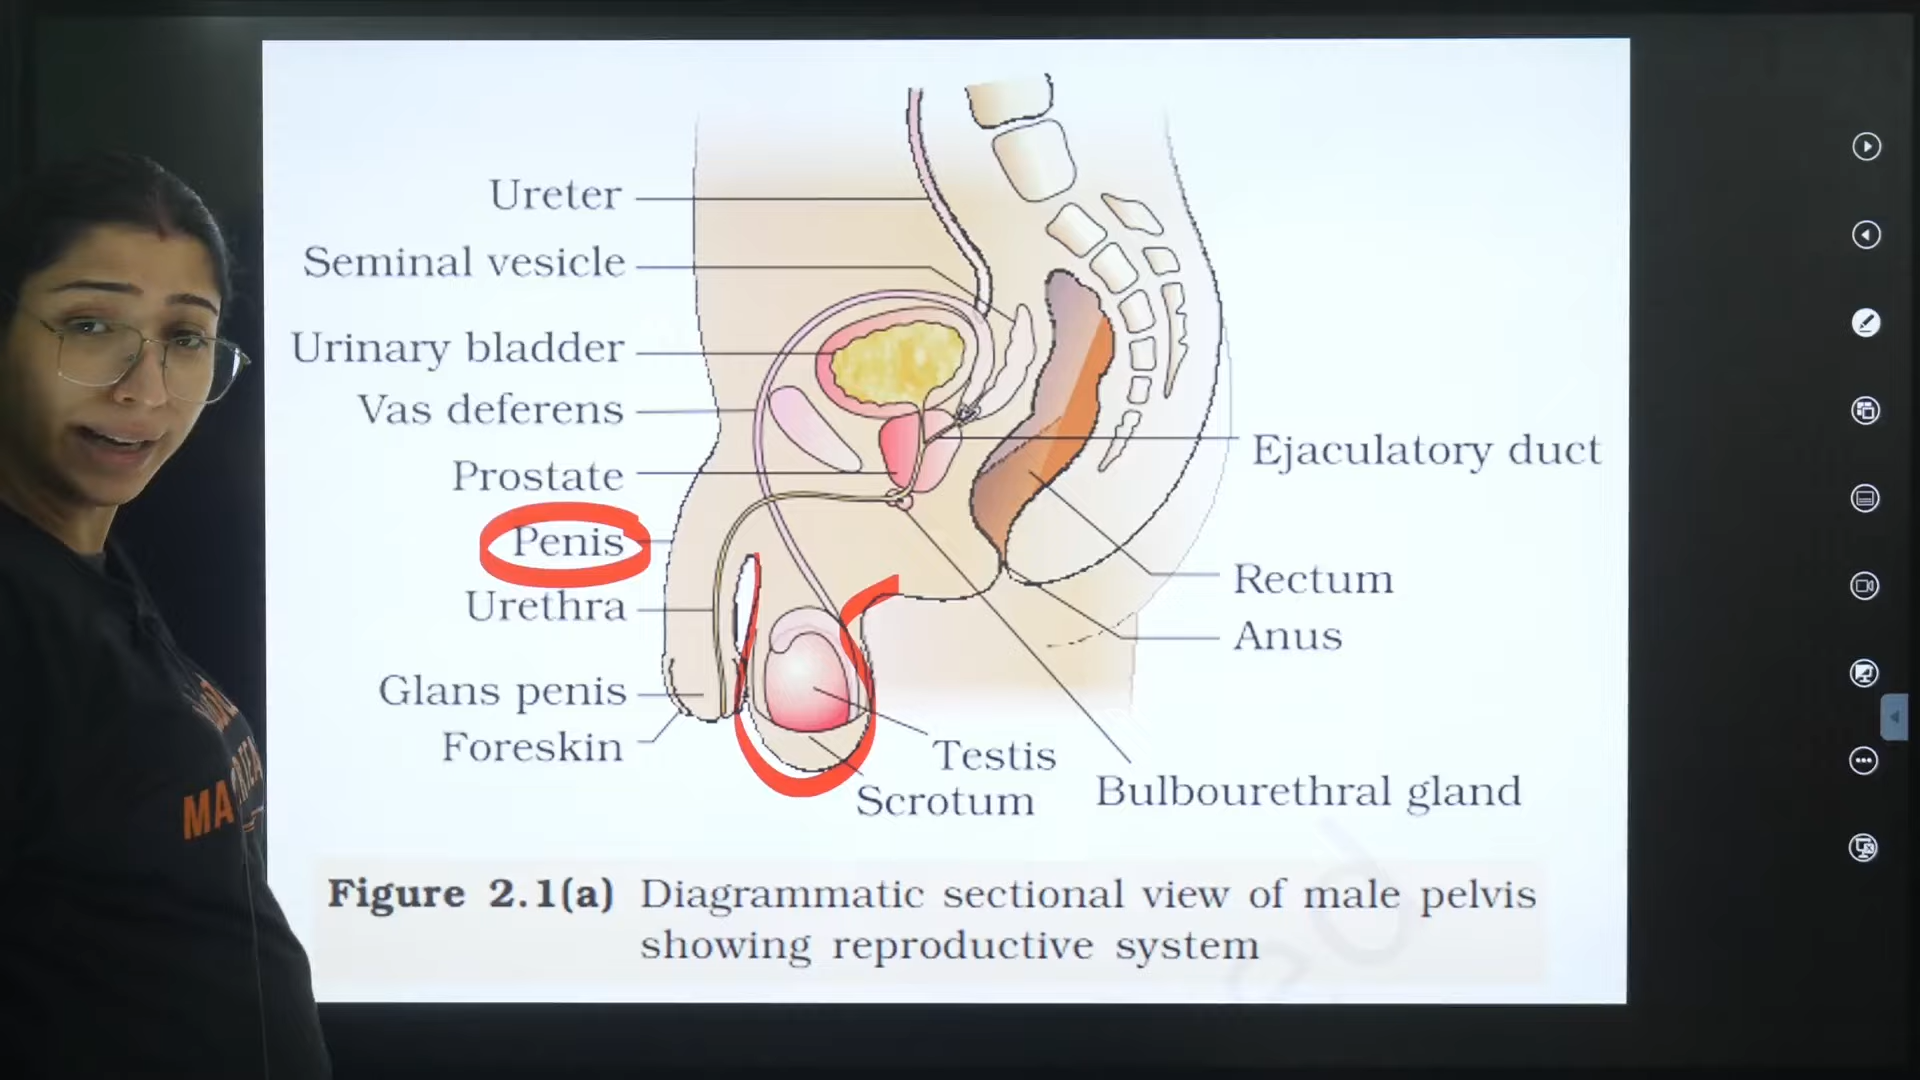 Ureter
Seminal vesicle
Urinary bladder
Vas deferens
Prostate
Penis
Urethra
Glans penis
Foreskin
Ejaculatory duct
Rectum
Anus
Testis
Scrotum
Bulbourethral gland
Figure 2.1(a) Diagrammatic sectional view of male pelvis
showing reproductive system
MA